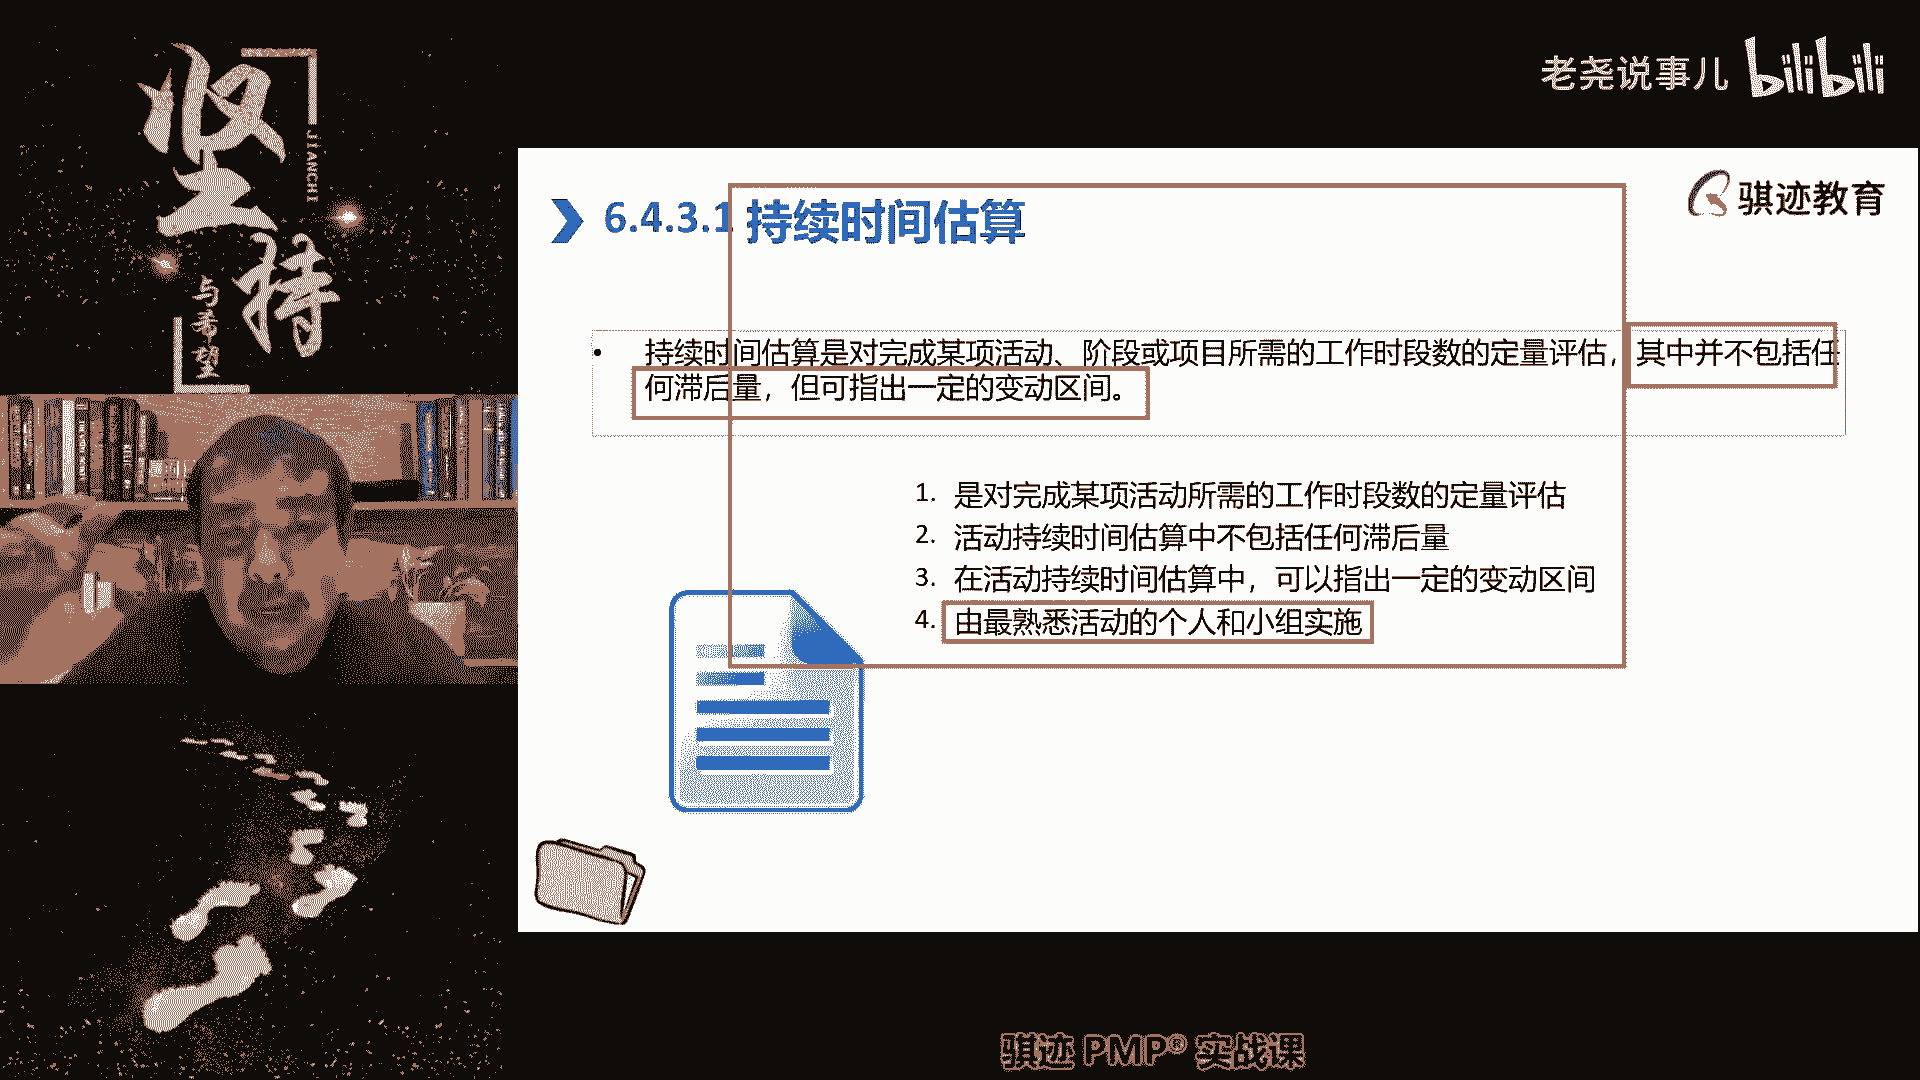 坚持
JIANCHI
与希望
老尧说事儿 bilibili
骐迹教育
6.4.3.1 持续时间估算
• 持续时间估算是对完成某项活动、阶段或项目所需的工作时段数的定量评估，其中并不包括任
何滞后量，但可指出一定的变动区间。
1. 是对完成某项活动所需的工作时段数的定量评估
2. 活动持续时间估算中不包括任何滞后量
3. 在活动持续时间估算中，可以指出一定的变动区间
4. 由最熟悉活动的个人和小组实施
骐迹 PMP® 实战课